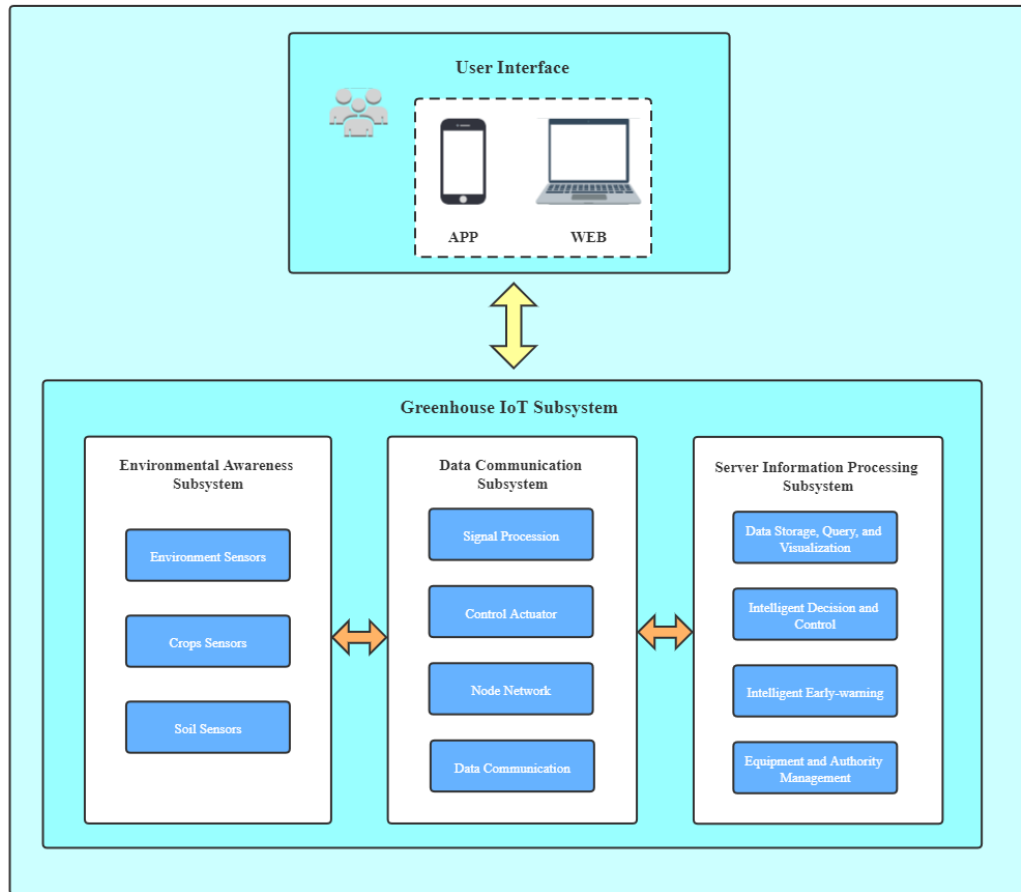 User Interface
APP
WEB
Greenhouse IoT Subsystem
Environmental Awareness
Subsystem
Environment Sensors
Crops Sensors
Soil Sensors
Data Communication
Subsystem
Signal Procession
Control Actuator
Node Network
Data Communication
Server Information Processing
Subsystem
Data Storage, Query, and
Visualization
Intelligent Decision and
Control
Intelligent Early-warning
Equipment and Authority
Management